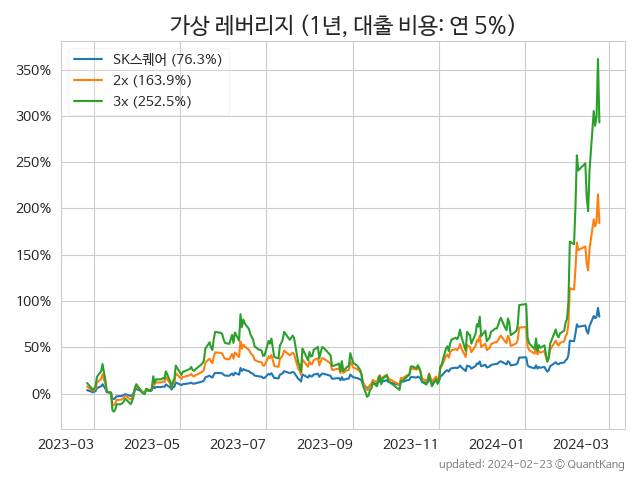 가상 레버리지 (1년, 대출 비용: 연 5%)
SK스퀘어 (76.3%)
2x (163.9%)
3x (252.5%)
350%
300%
250%
200%
150%
100%
50%
0%
2023-03 2023-05 2023-07 2023-09 2023-11 2024-01 2024-03
updated: 2024-02-23 ⓒ QuantKang